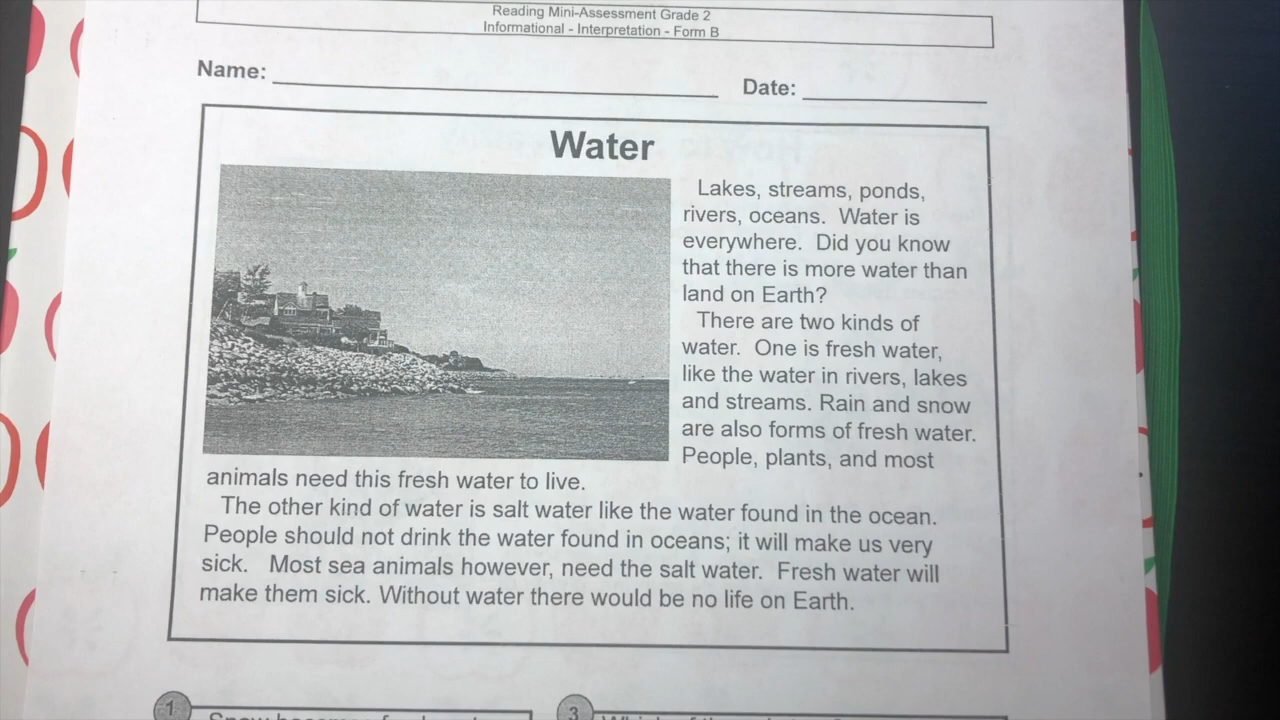 Reading Mini-Assessment Grade 2
Informational - Interpretation - Form B
Name:
Date:
Water
Lakes, streams, ponds,
rivers, oceans. Water is
everywhere. Did you know
that there is more water than
land on Earth?
There are two kinds of
water. One is fresh water,
like the water in rivers, lakes
and streams. Rain and snow
are also forms of fresh water.
People, plants, and most
animals need this fresh water to live.
The other kind of water is salt water like the water found in the ocean.
People should not drink the water found in oceans; it will make us very
sick. Most sea animals however, need the salt water. Fresh water will
make them sick. Without water there would be no life on Earth.
1
3